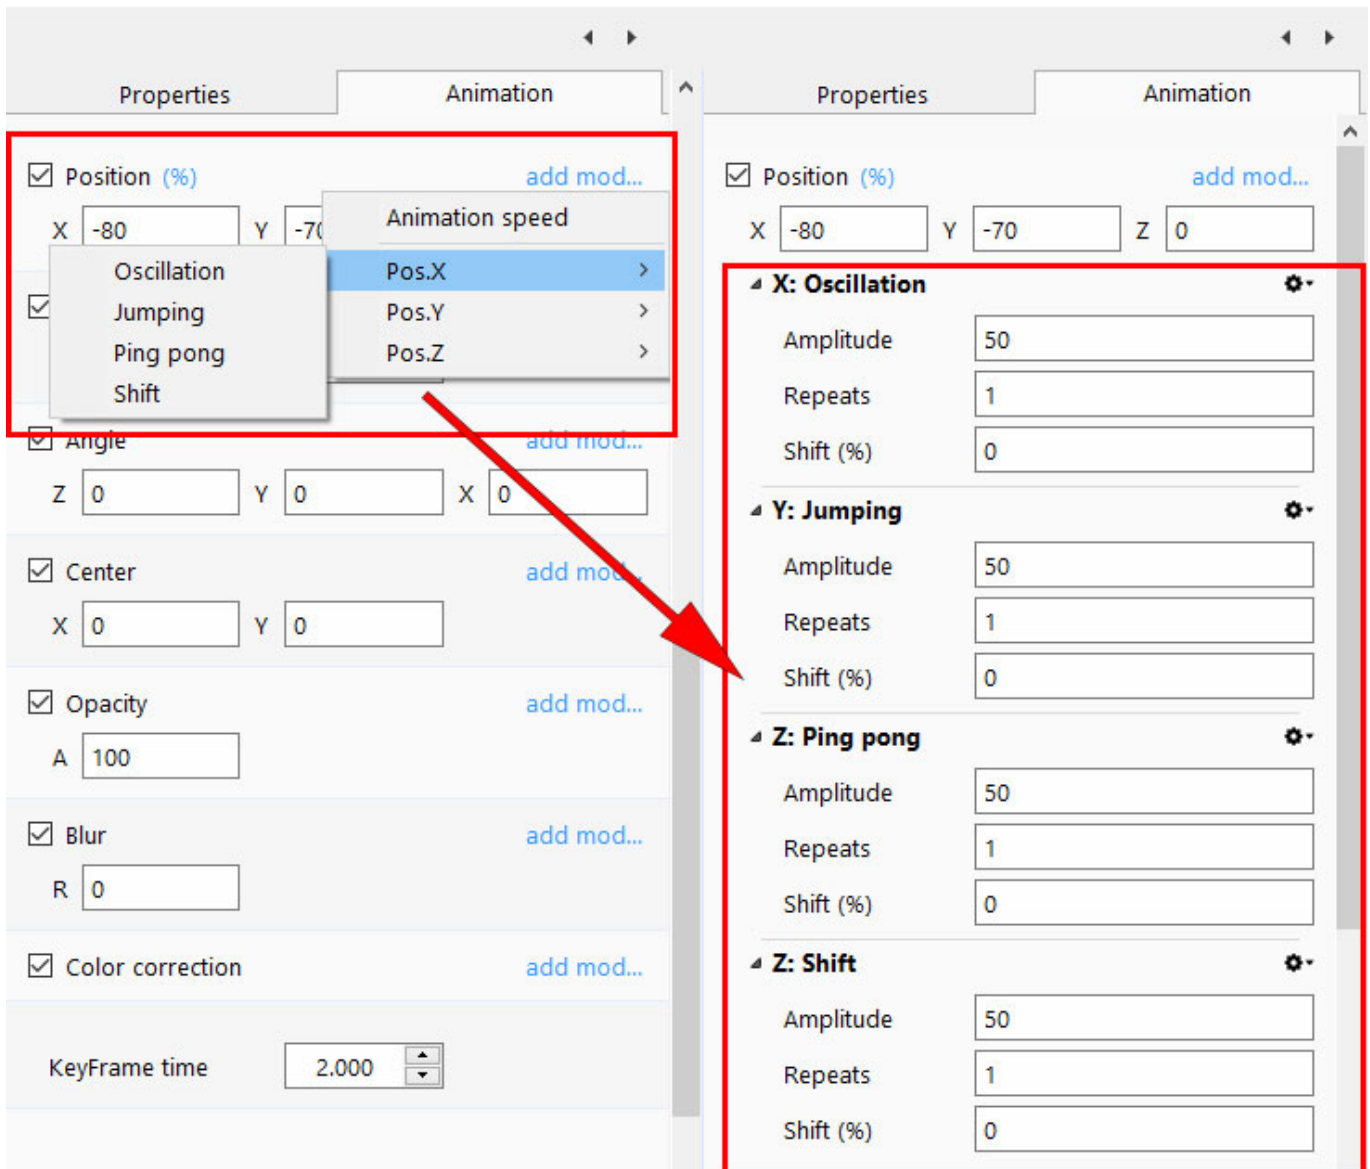 Properties
Animation
Position (%)
add mod...
X -80 Y -70
Animation speed
Pos.X
Pos.Y
Pos.Z
Oscillation
Jumping
Ping pong
Shift
Angle
add mod...
Z 0 Y 0 X 0
Center
add mod...
X 0 Y 0
Opacity
add mod...
A 100
Blur
add mod...
R 0
Color correction
add mod...
KeyFrame time 2.000
Properties
Animation
Position (%)
add mod...
X -80 Y -70 Z 0
X: Oscillation
Amplitude 50
Repeats 1
Shift (%) 0
Y: Jumping
Amplitude 50
Repeats 1
Shift (%) 0
Z: Ping pong
Amplitude 50
Repeats 1
Shift (%) 0
Z: Shift
Amplitude 50
Repeats 1
Shift (%) 0